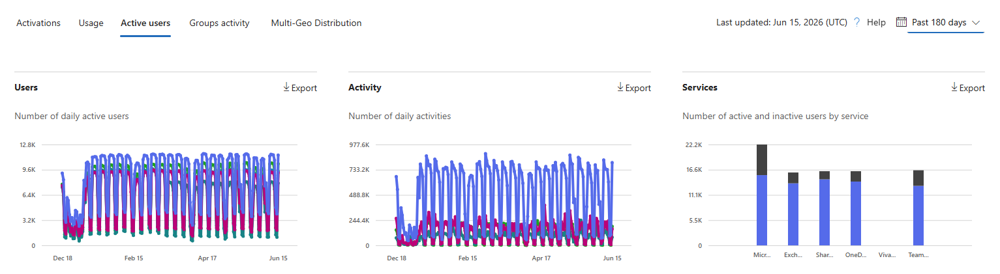 Activations Usage Active users Groups activity Multi-Geo Distribution Last updated: Jun 15, 2026 (UTC) ? Help Past 180 days
Users Export
Number of daily active users
12.8K
9.6K
6.4K
3.2K
0
Dec 18 Feb 15 Apr 17 Jun 15
Activity Export
Number of daily activities
977.6K
733.2K
488.8K
244.4K
0
Dec 18 Feb 15 Apr 17 Jun 15
Services Export
Number of active and inactive users by service
22.2K
16.6K
11.1K
5.5K
0
Micr... Exch... Shar... OneD... Viva... Team...